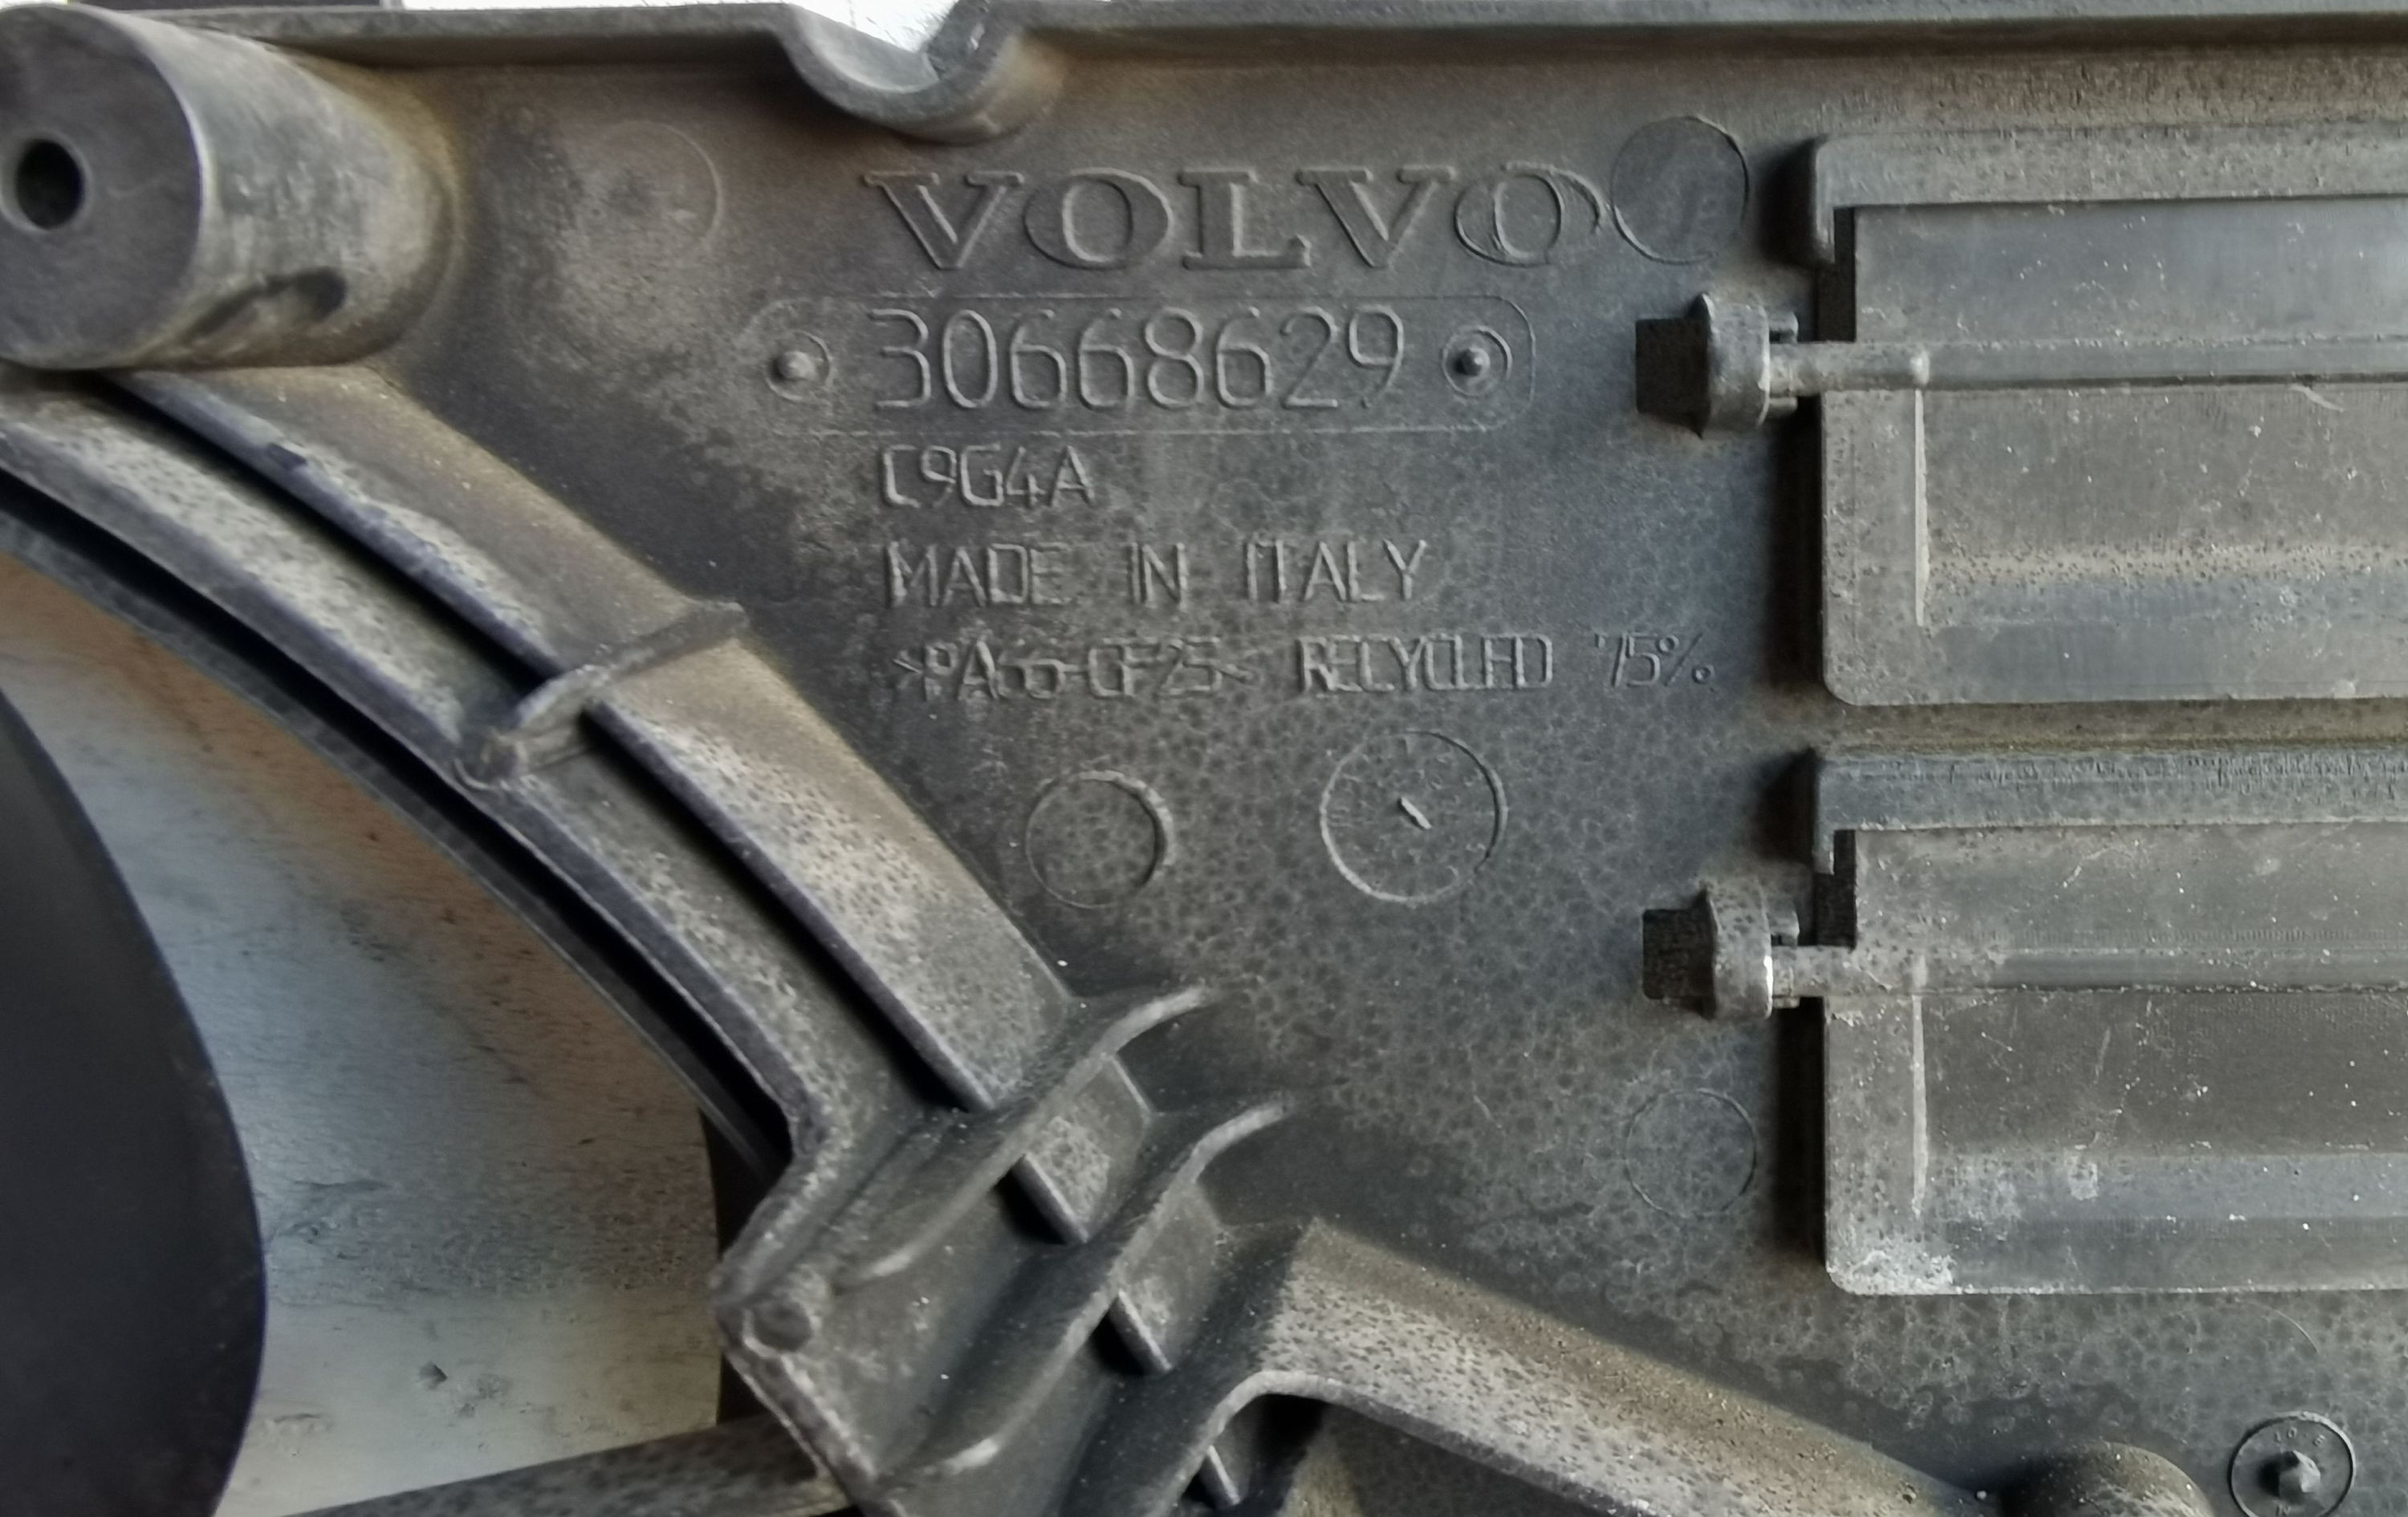 VOLVO
30668629
C9G4A
MADE IN ITALY
>PA66-GF25< RECYCLED 75%